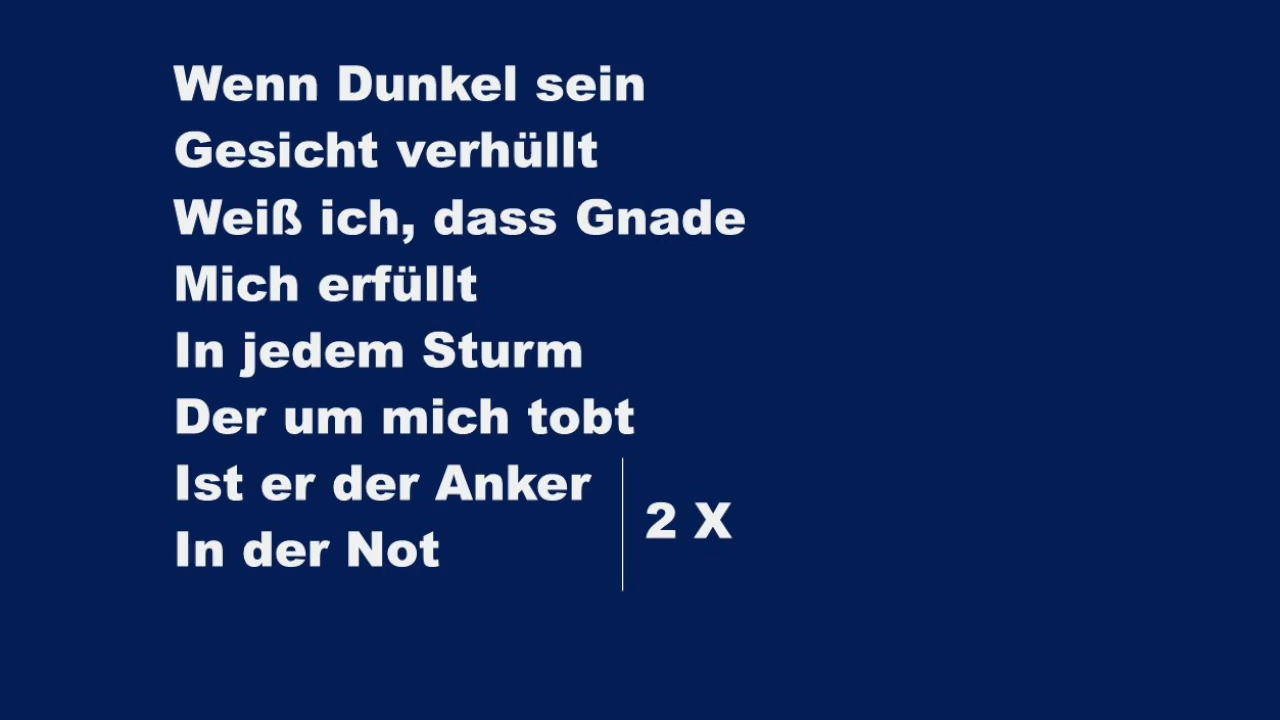 Wenn Dunkel sein
Gesicht verhüllt
Weiß ich, dass Gnade
Mich erfüllt
In jedem Sturm
Der um mich tobt
Ist er der Anker
In der Not
2 X